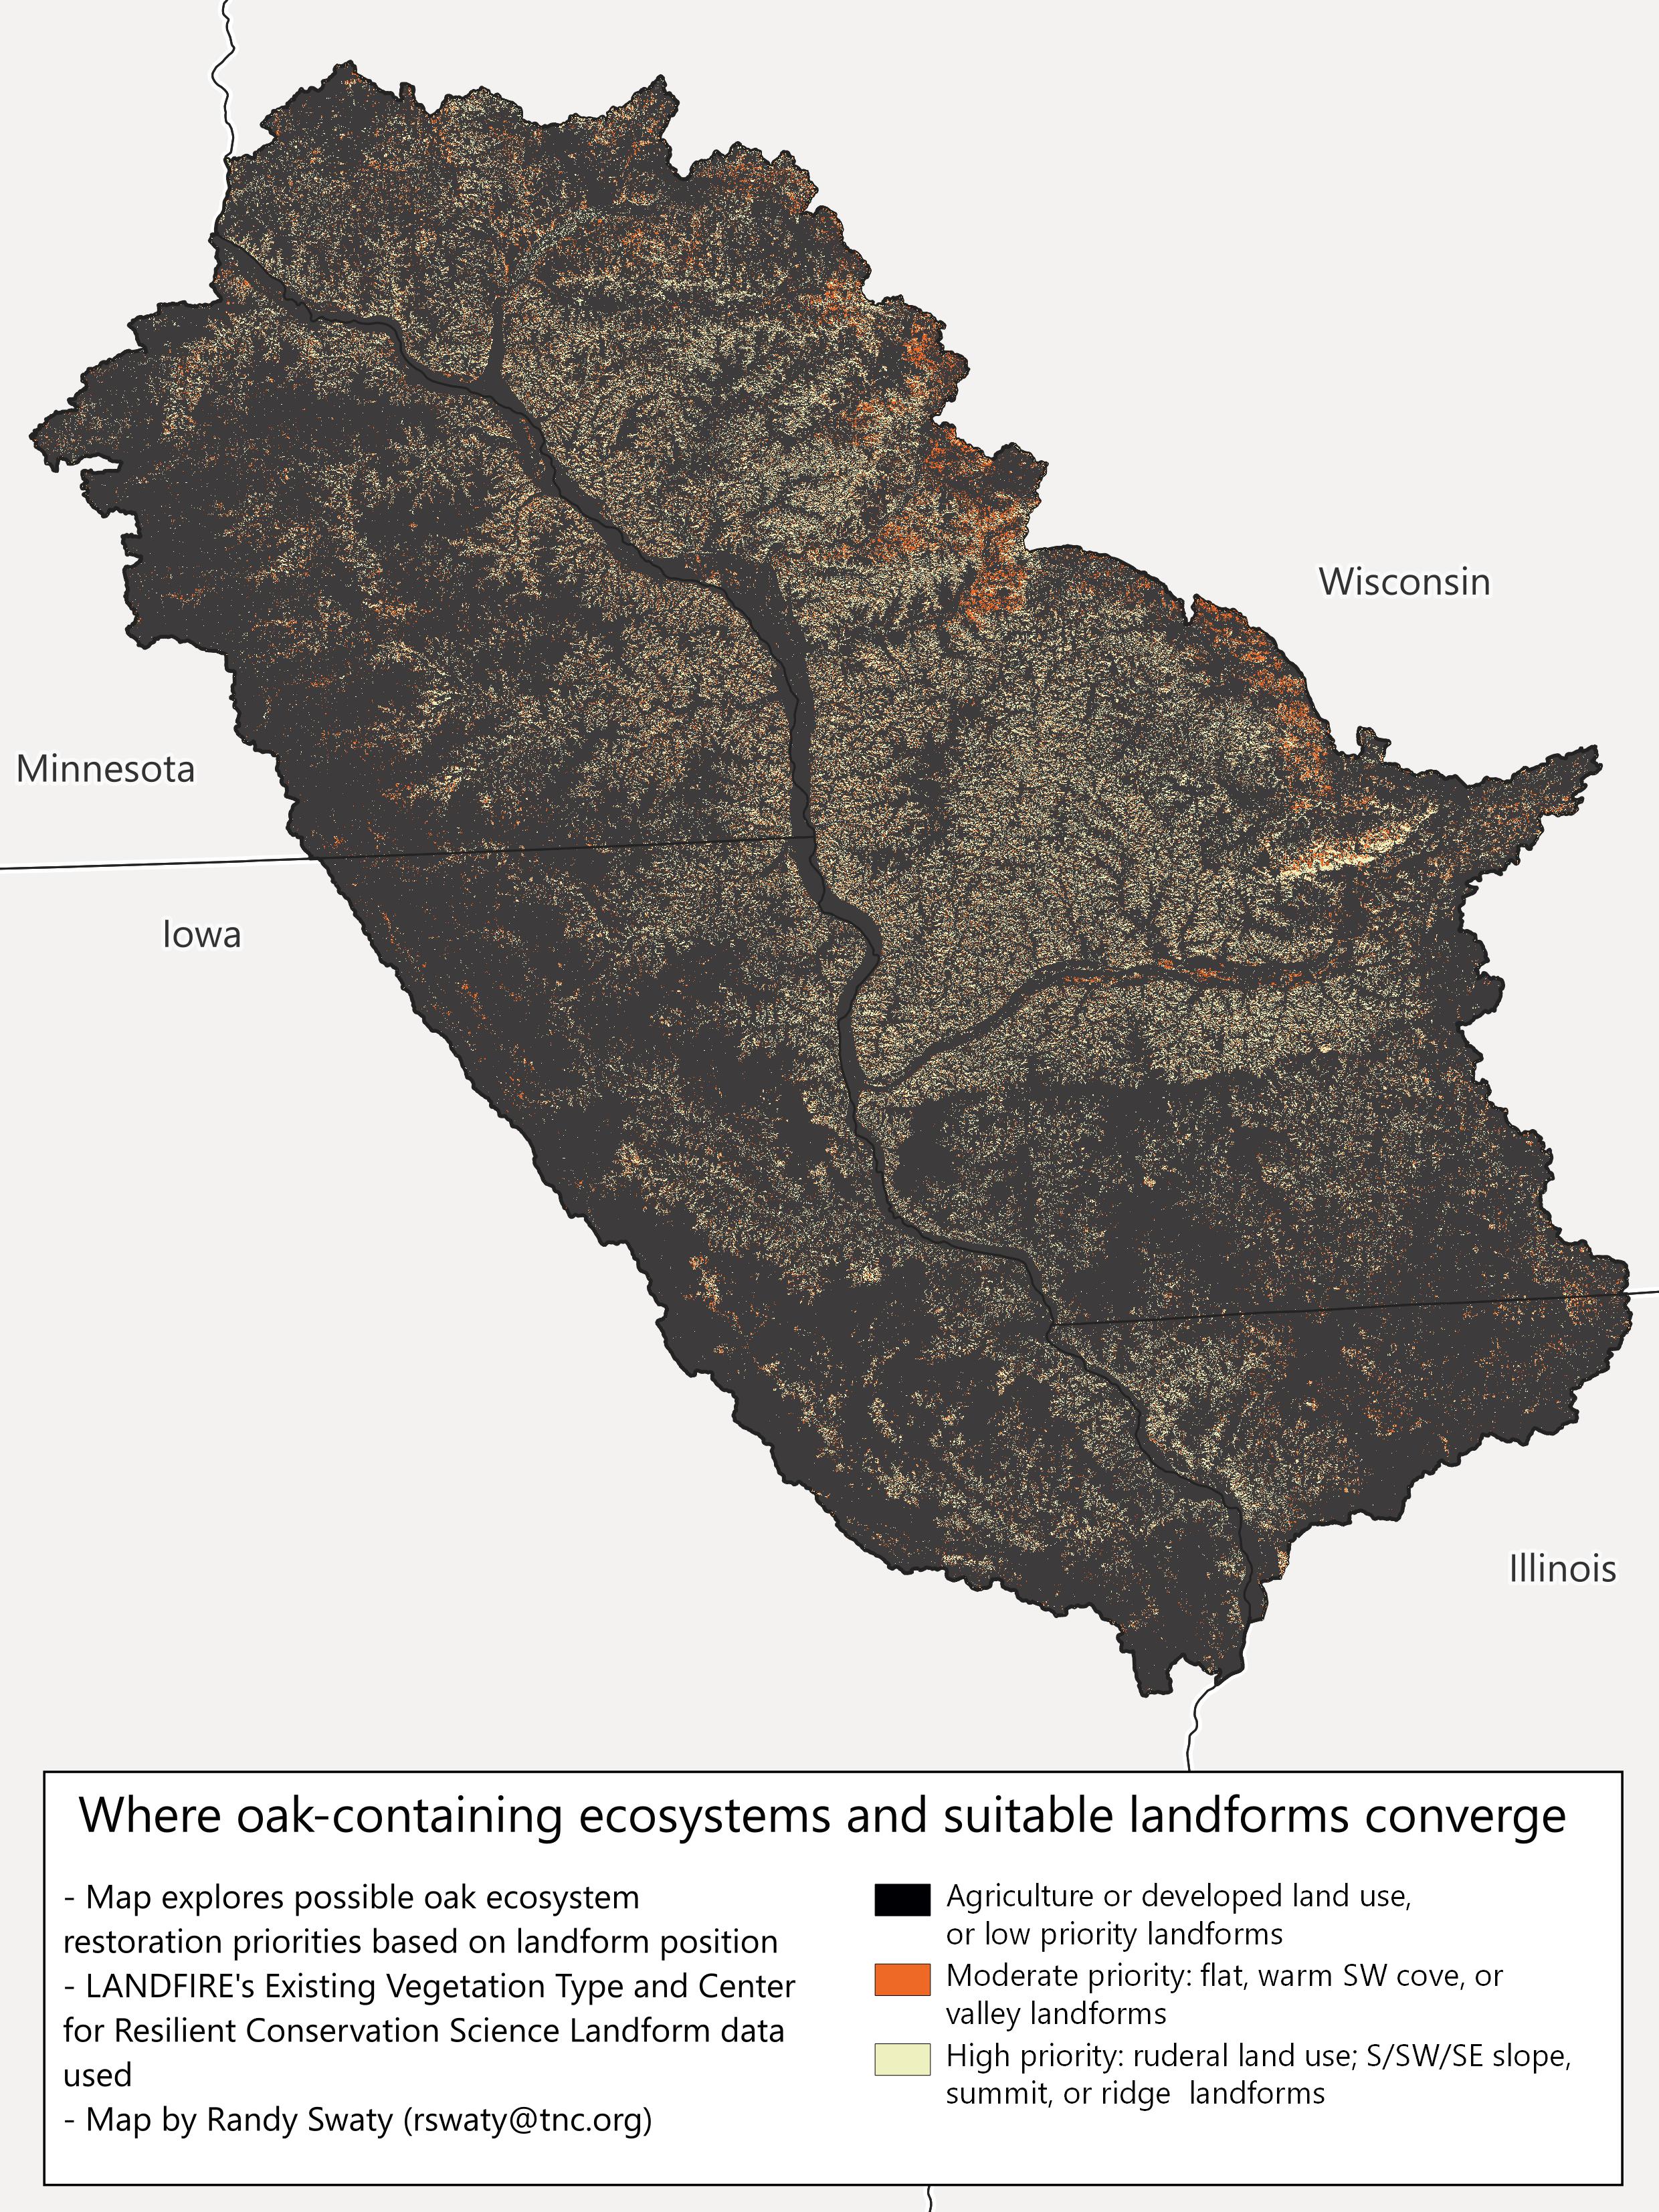 Wisconsin
Minnesota
Iowa
Illinois
Where oak-containing ecosystems and suitable landforms converge
- Map explores possible oak ecosystem
restoration priorities based on landform position
- LANDFIRE's Existing Vegetation Type and Center
for Resilient Conservation Science Landform data
used
- Map by Randy Swaty (rswaty@tnc.org)
Agriculture or developed land use,
or low priority landforms
Moderate priority: flat, warm SW cove, or
valley landforms
High priority: ruderal land use; S/SW/SE slope,
summit, or ridge  landforms